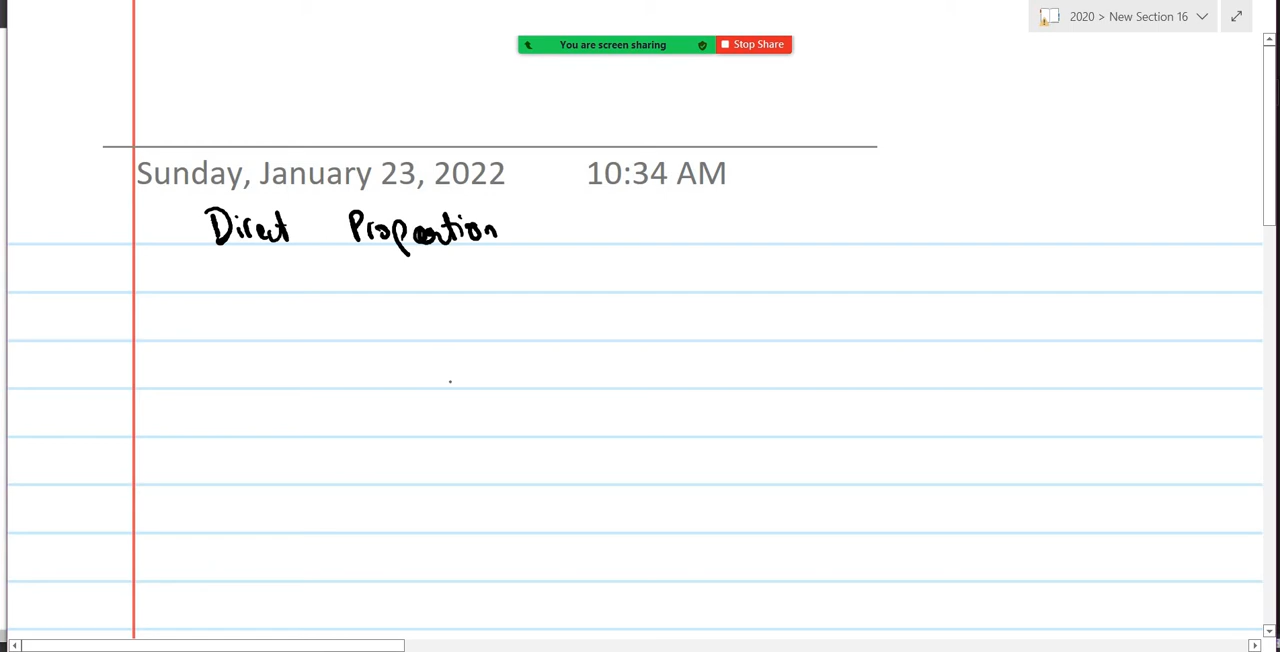 2020 > New Section 16
You are screen sharing Stop Share
Sunday, January 23, 2022 10:34 AM
Direct Proportion